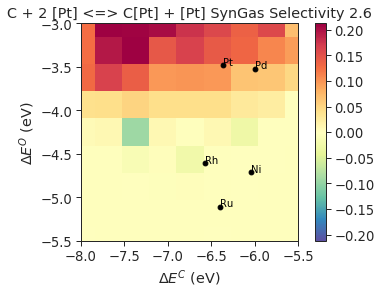 C + 2 [Pt] <=> C[Pt] + [Pt] SynGas Selectivity 2.6
−3.0
−3.5
−4.0
−4.5
−5.0
−5.5
ΔE^O (eV)
Pt
Pd
Rh
Ni
Ru
−8.0 −7.5 −7.0 −6.5 −6.0 −5.5
ΔE^C (eV)
0.20
0.15
0.10
0.05
0.00
−0.05
−0.10
−0.15
−0.20